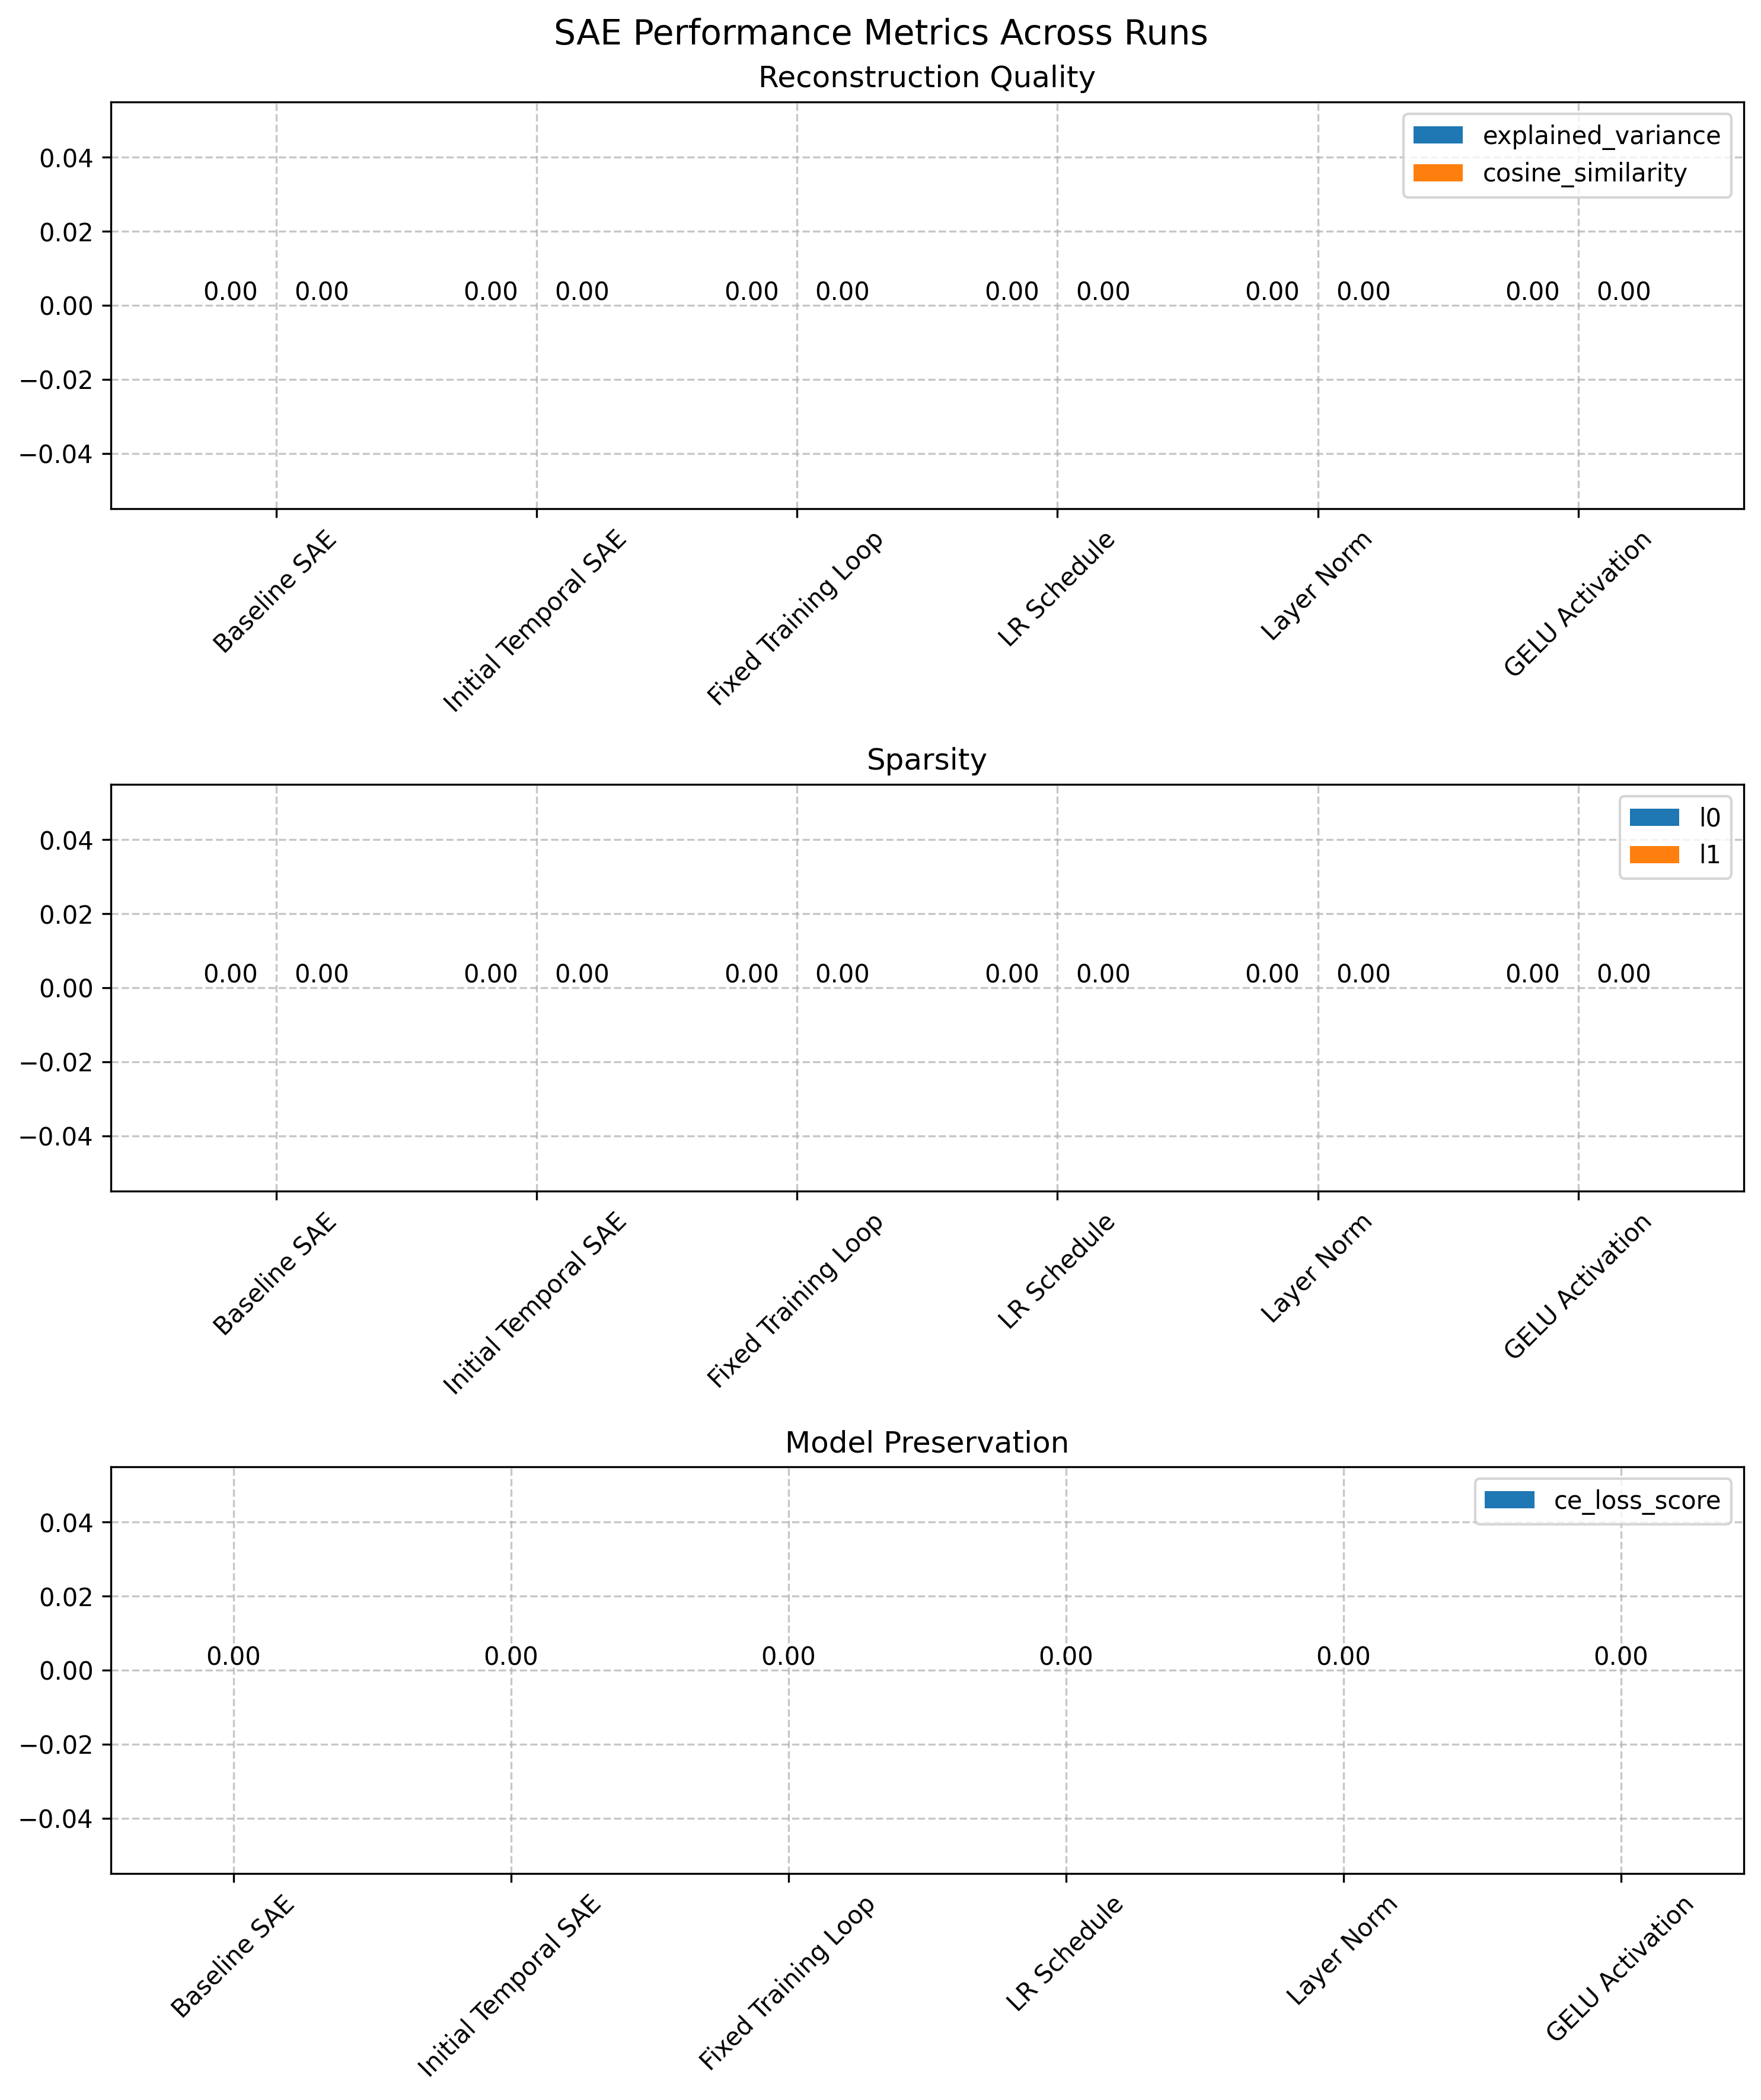 SAE Performance Metrics Across Runs
Reconstruction Quality
explained_variance
cosine_similarity
0.04
0.02
0.00
−0.02
−0.04
0.00 0.00 0.00 0.00 0.00 0.00 0.00 0.00 0.00 0.00 0.00 0.00
Baseline SAE
Initial Temporal SAE
Fixed Training Loop
LR Schedule
Layer Norm
GELU Activation
Sparsity
l0
l1
0.04
0.02
0.00
−0.02
−0.04
0.00 0.00 0.00 0.00 0.00 0.00 0.00 0.00 0.00 0.00 0.00 0.00
Baseline SAE
Initial Temporal SAE
Fixed Training Loop
LR Schedule
Layer Norm
GELU Activation
Model Preservation
ce_loss_score
0.04
0.02
0.00
−0.02
−0.04
0.00 0.00 0.00 0.00 0.00 0.00
Baseline SAE
Initial Temporal SAE
Fixed Training Loop
LR Schedule
Layer Norm
GELU Activation